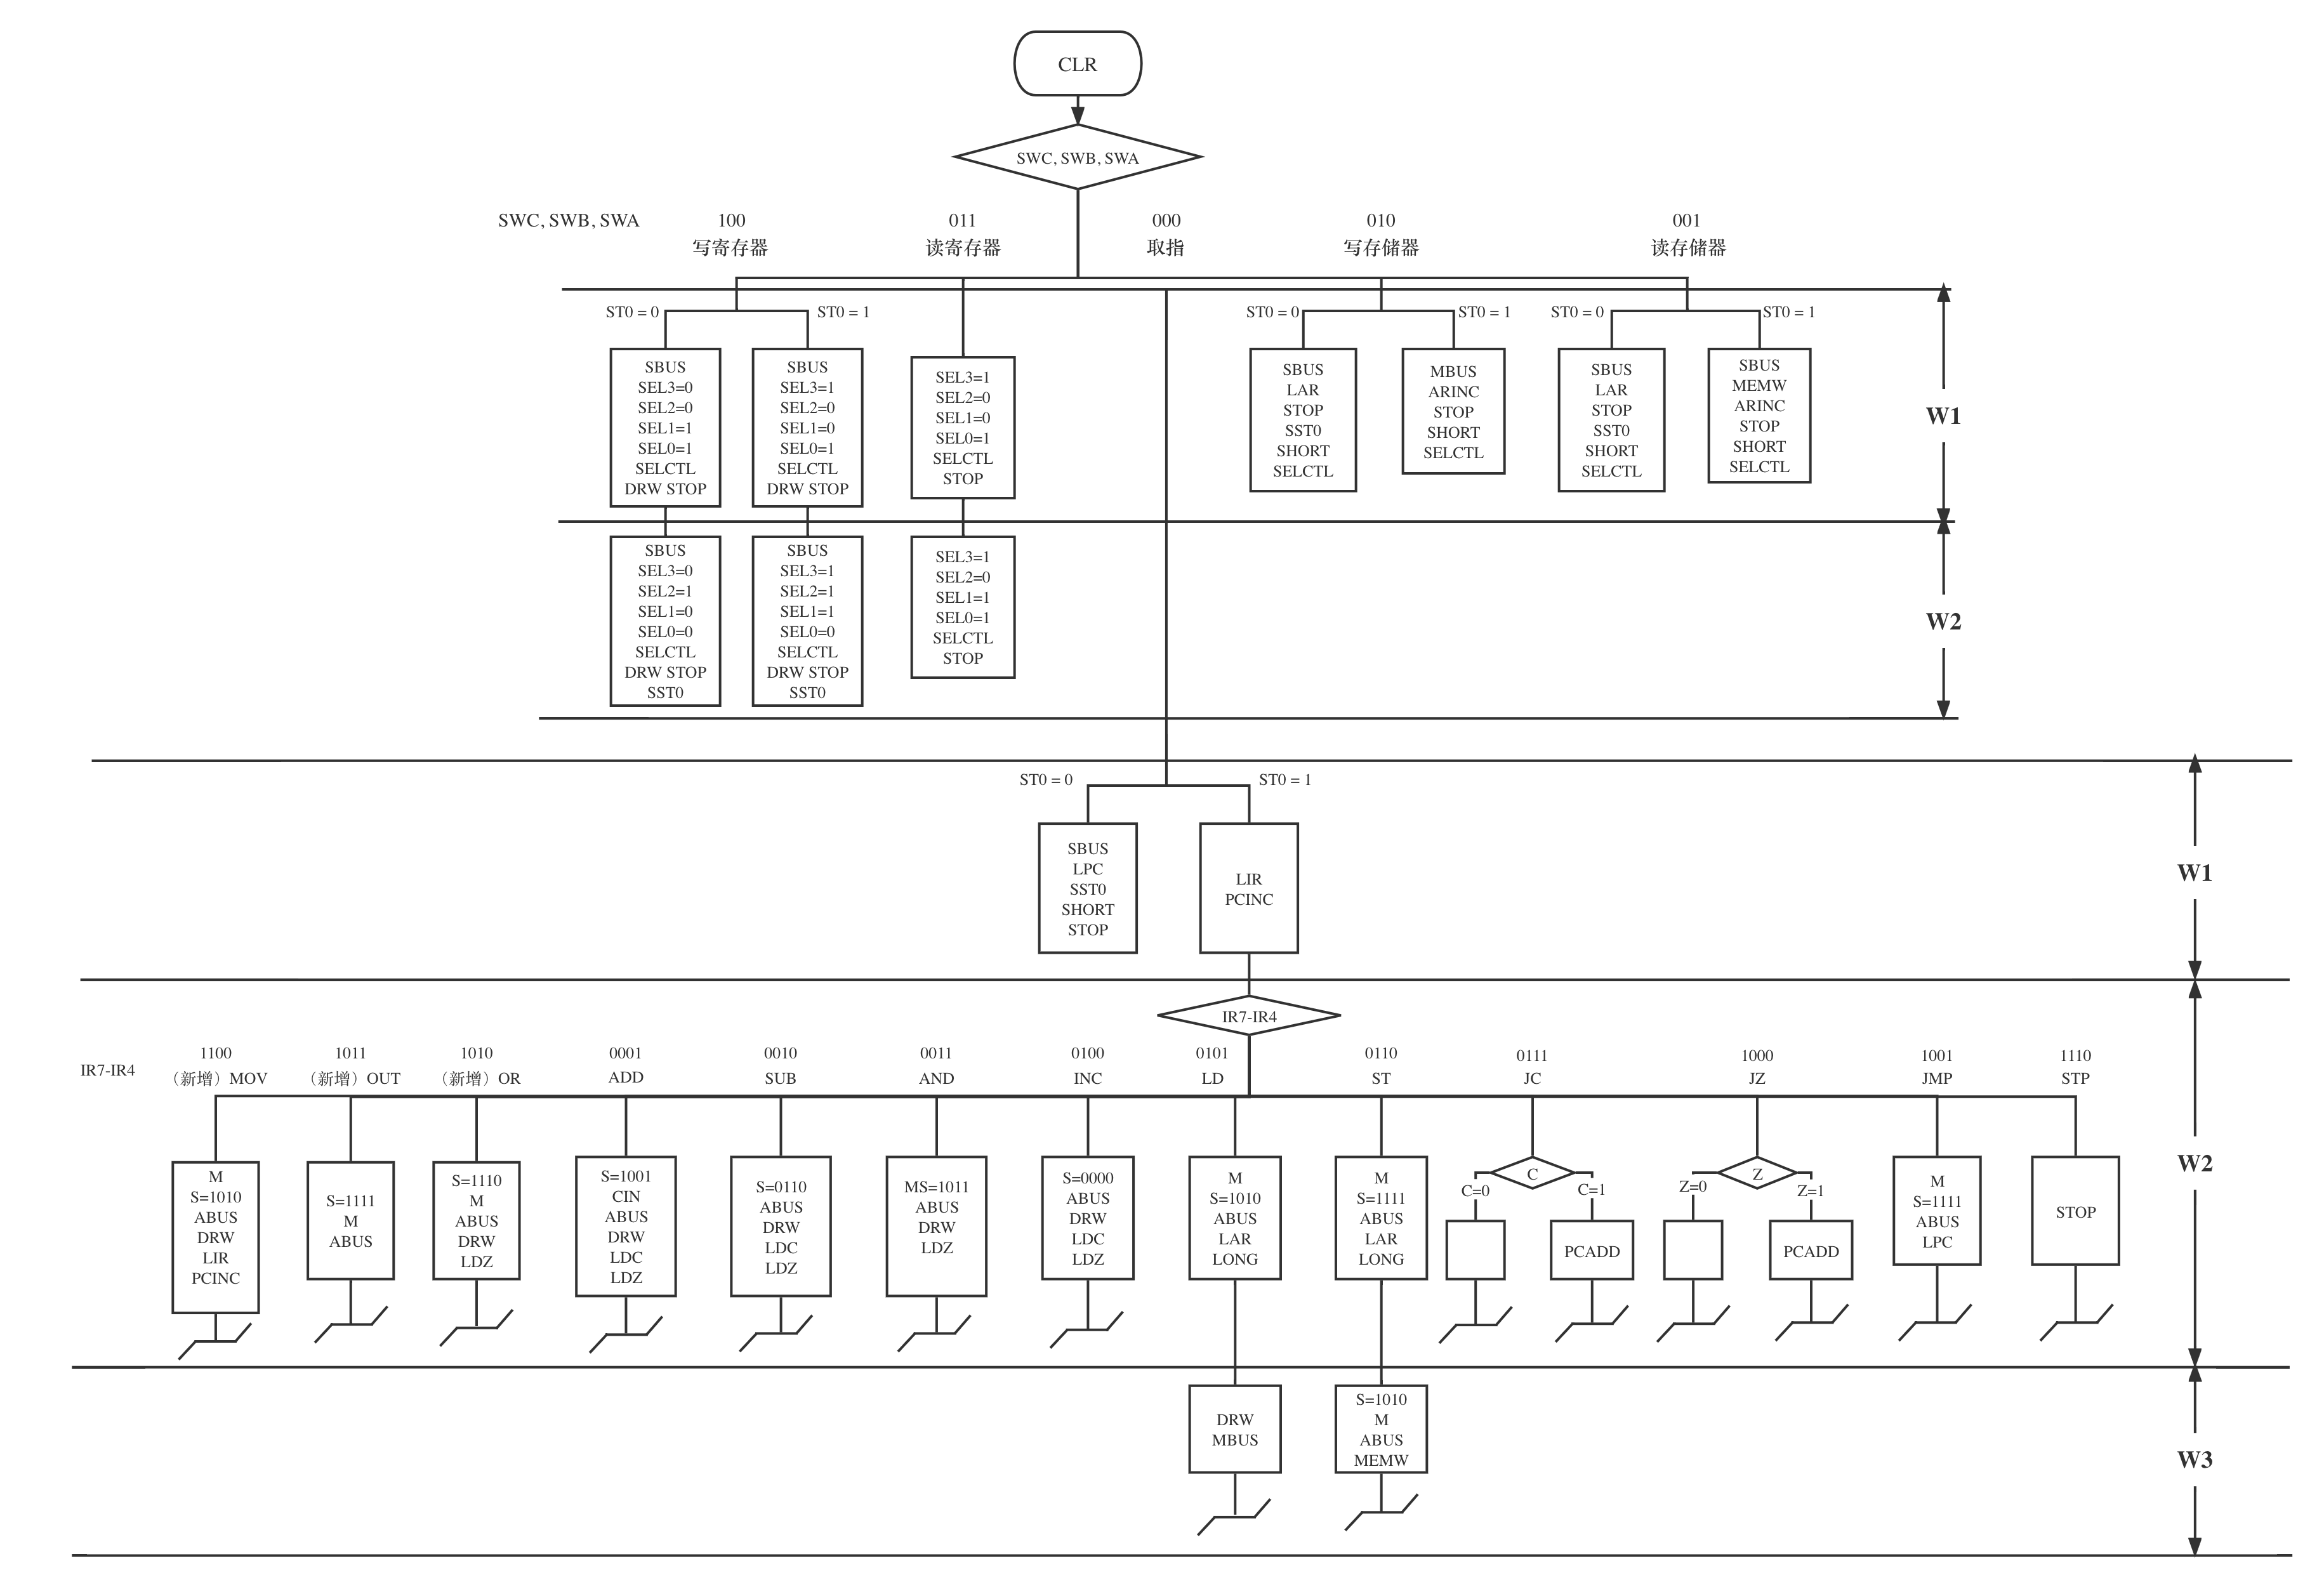 CLR
SWC, SWB, SWA
SWC, SWB, SWA
100
写寄存器
011
读寄存器
000
取指
010
写存储器
001
读存储器
ST0 = 0
ST0 = 1
ST0 = 0
ST0 = 1
ST0 = 0
ST0 = 1
SBUS
SEL3=0
SEL2=0
SEL1=1
SEL0=1
SELCTL
DRW STOP
SBUS
SEL3=1
SEL2=0
SEL1=0
SEL0=1
SELCTL
DRW STOP
SEL3=1
SEL2=0
SEL1=0
SEL0=1
SELCTL
STOP
SBUS
LAR
STOP
SST0
SHORT
SELCTL
MBUS
ARINC
STOP
SHORT
SELCTL
SBUS
LAR
STOP
SST0
SHORT
SELCTL
SBUS
MEMW
ARINC
STOP
SHORT
SELCTL
W1
SBUS
SEL3=0
SEL2=1
SEL1=0
SEL0=0
SELCTL
DRW STOP
SST0
SBUS
SEL3=1
SEL2=1
SEL1=1
SEL0=0
SELCTL
DRW STOP
SST0
SEL3=1
SEL2=0
SEL1=1
SEL0=1
SELCTL
STOP
W2
ST0 = 0
ST0 = 1
SBUS
LPC
SST0
SHORT
STOP
LIR
PCINC
W1
IR7-IR4
IR7-IR4
1100
（新增）MOV
1011
（新增）OUT
1010
（新增）OR
0001
ADD
0010
SUB
0011
AND
0100
INC
0101
LD
0110
ST
0111
JC
1000
JZ
1001
JMP
1110
STP
M
S=1010
ABUS
DRW
LIR
PCINC
S=1111
M
ABUS
S=1110
M
ABUS
DRW
LDZ
S=1001
CIN
ABUS
DRW
LDC
LDZ
S=0110
ABUS
DRW
LDC
LDZ
MS=1011
ABUS
DRW
LDZ
S=0000
ABUS
DRW
LDC
LDZ
M
S=1010
ABUS
LAR
LONG
M
S=1111
ABUS
LAR
LONG
C
C=0
C=1
PCADD
Z
Z=0
Z=1
PCADD
M
S=1111
ABUS
LPC
STOP
W2
DRW
MBUS
S=1010
M
ABUS
MEMW
W3